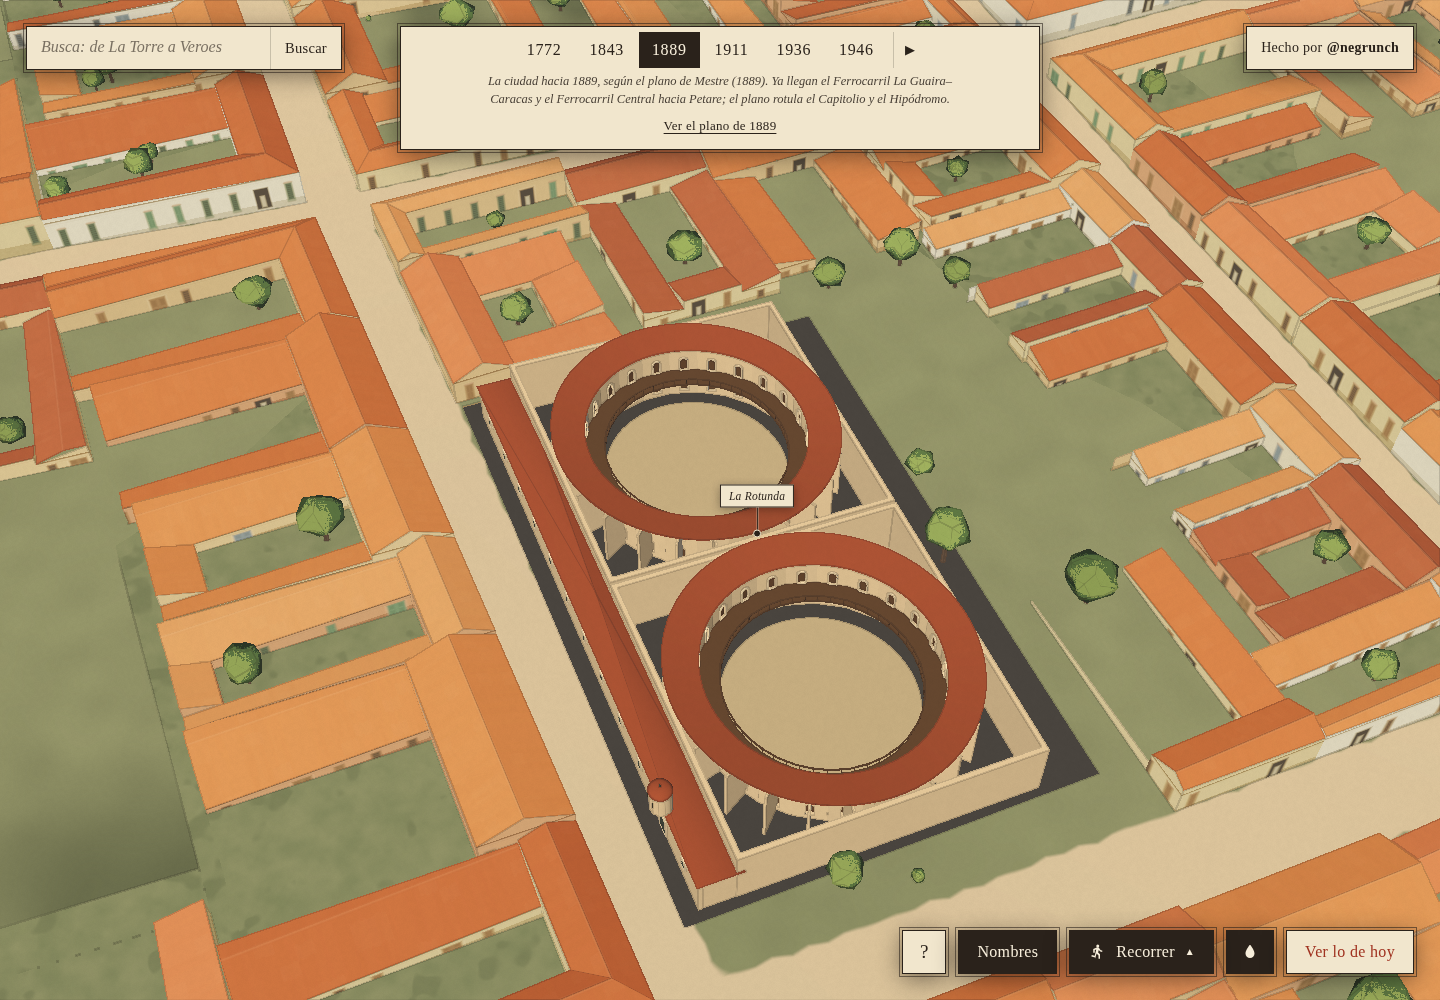 Busca: de La Torre a Veroes
Buscar
1772 1843 1889 1911 1936 1946 ▶
La ciudad hacia 1889, según el plano de Mestre (1889). Ya llegan el Ferrocarril La Guaira–
Caracas y el Ferrocarril Central hacia Petare; el plano rotula el Capitolio y el Hipódromo.
Ver el plano de 1889
Hecho por @negrunch
La Rotunda
?
Nombres
Recorrer ▲
Ver lo de hoy